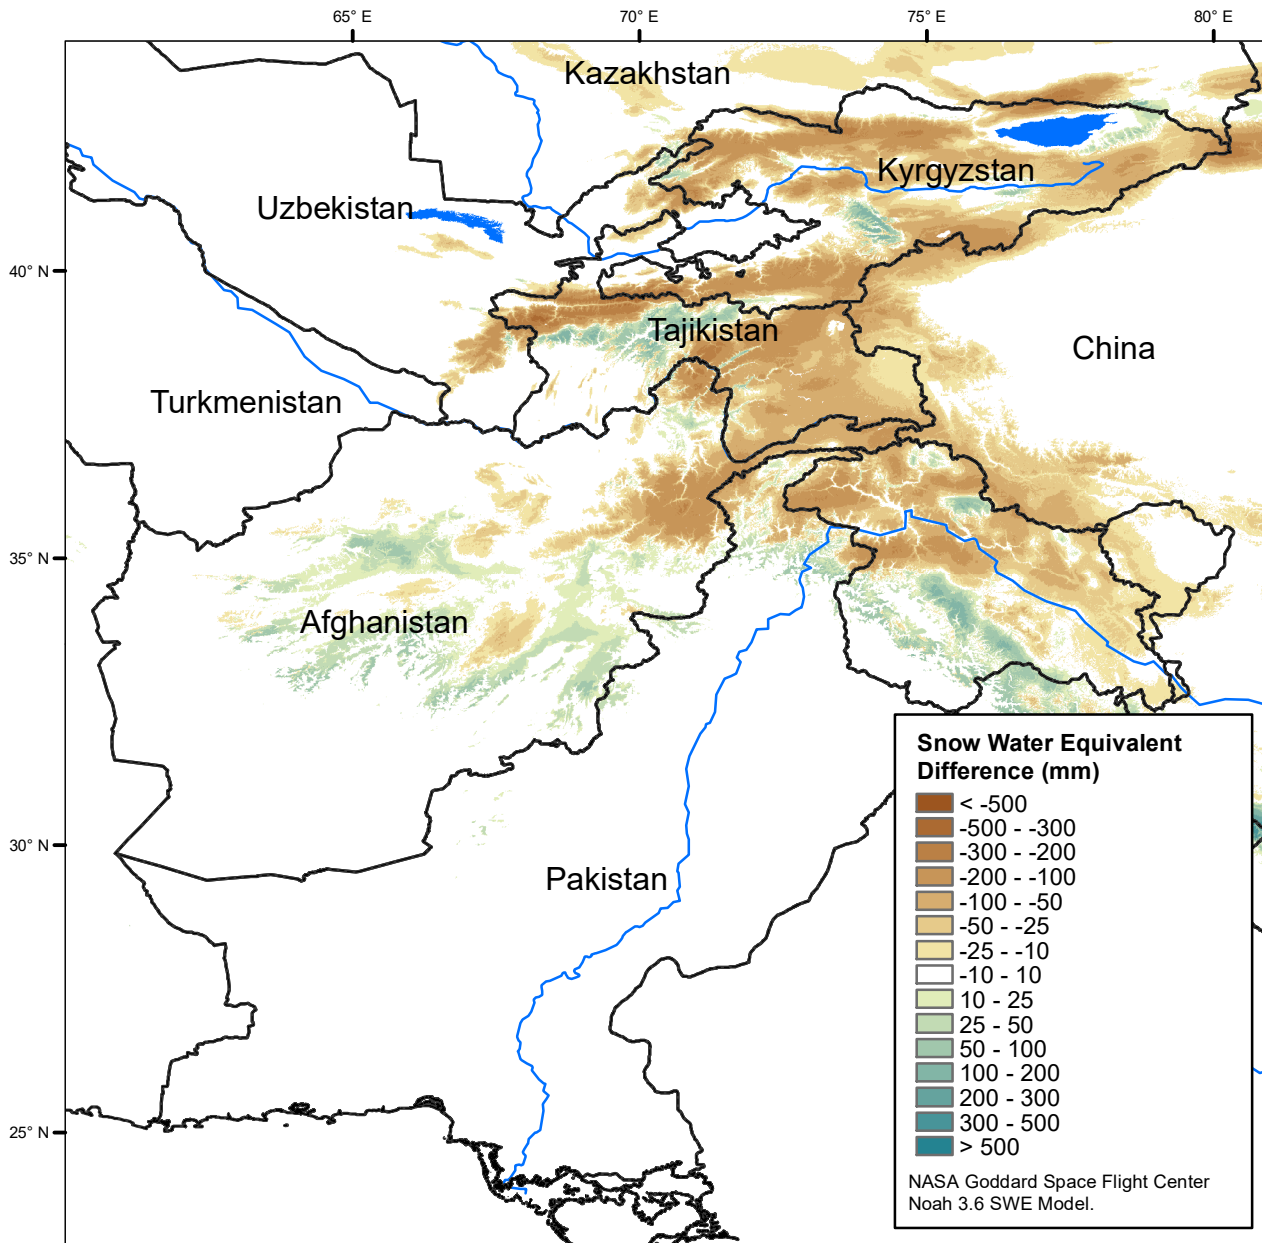 65° E
70° E
75° E
80° E
Kazakhstan
Kyrgyzstan
Uzbekistan
40° N
Tajikistan
China
Turkmenistan
35° N
Afghanistan
30° N
Pakistan
25° N
Snow Water Equivalent
Difference (mm)
< -500
-500 - -300
-300 - -200
-200 - -100
-100 - -50
-50 - -25
-25 - -10
-10 - 10
10 - 25
25 - 50
50 - 100
100 - 200
200 - 300
300 - 500
> 500
NASA Goddard Space Flight Center
Noah 3.6 SWE Model.